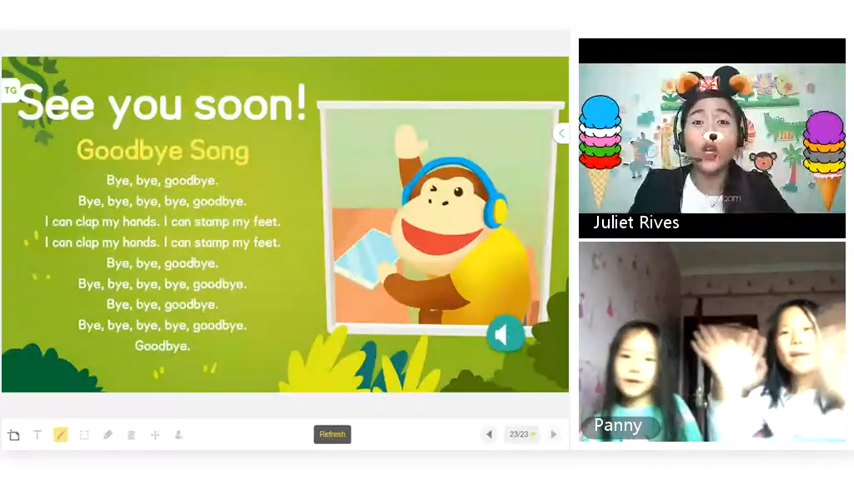 TG
See you soon!
Goodbye Song
Bye, bye, goodbye.
Bye, bye, bye, bye, goodbye.
I can clap my hands. I can stamp my feet.
I can clap my hands. I can stamp my feet.
Bye, bye, goodbye.
Bye, bye, bye, bye, goodbye.
Bye, bye, goodbye.
Bye, bye, bye, bye, goodbye.
Goodbye.
T
Refresh
23/23
Juliet Rives
Panny